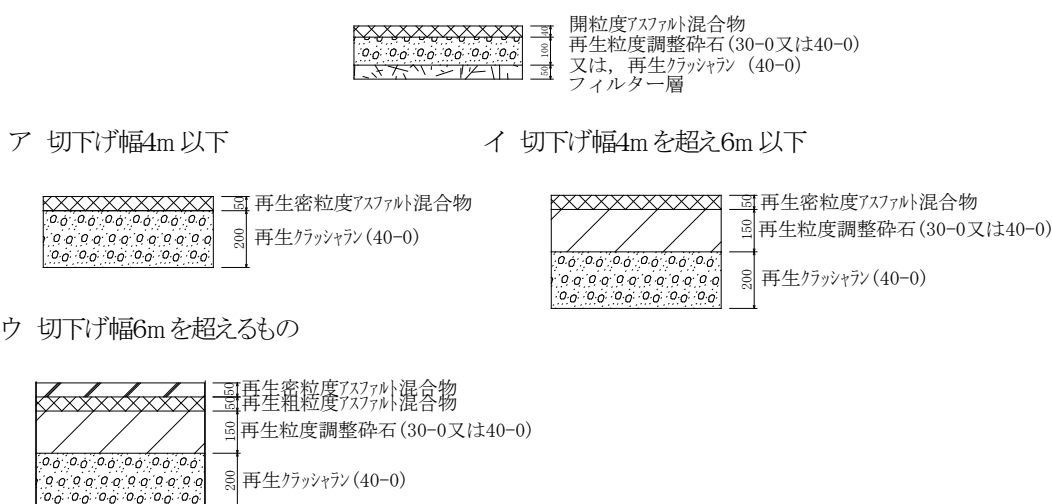 40 開粒度アスファルト混合物
100 再生粒度調整砕石(30-0又は40-0)
又は，再生クラッシャラン (40-0)
50 フィルター層
ア 切下げ幅4m 以下
イ 切下げ幅4m を超え6m 以下
50 再生密粒度アスファルト混合物
200 再生クラッシャラン(40-0)
50 再生密粒度アスファルト混合物
150 再生粒度調整砕石(30-0又は40-0)
200 再生クラッシャラン(40-0)
ウ 切下げ幅6m を超えるもの
50 再生密粒度アスファルト混合物
50 再生粗粒度アスファルト混合物
150 再生粒度調整砕石(30-0又は40-0)
200 再生クラッシャラン(40-0)